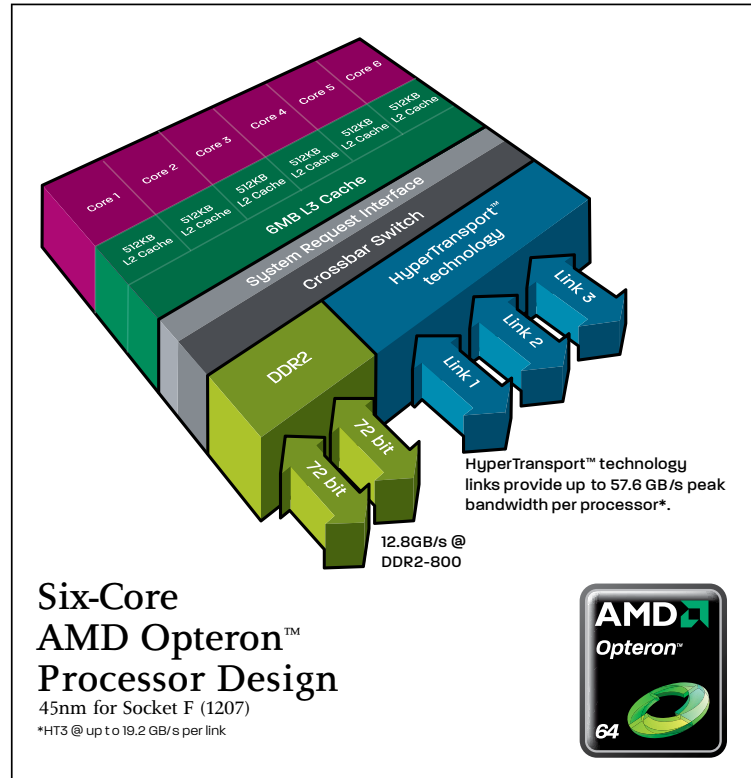 Core 1
Core 2
Core 3
Core 4
Core 5
Core 6
512KB
L2 Cache
512KB
L2 Cache
512KB
L2 Cache
512KB
L2 Cache
512KB
L2 Cache
512KB
L2 Cache
6MB L3 Cache
System Request Interface
Crossbar Switch
HyperTransport™
technology
DDR2
Link 1
Link 2
Link 3
72 bit
72 bit
HyperTransport™ technology
links provide up to 57.6 GB/s peak
bandwidth per processor*.
12.8GB/s @
DDR2-800
Six-Core
AMD Opteron™
Processor Design
45nm for Socket F (1207)
*HT3 @ up to 19.2 GB/s per link
AMD
Opteron™
64